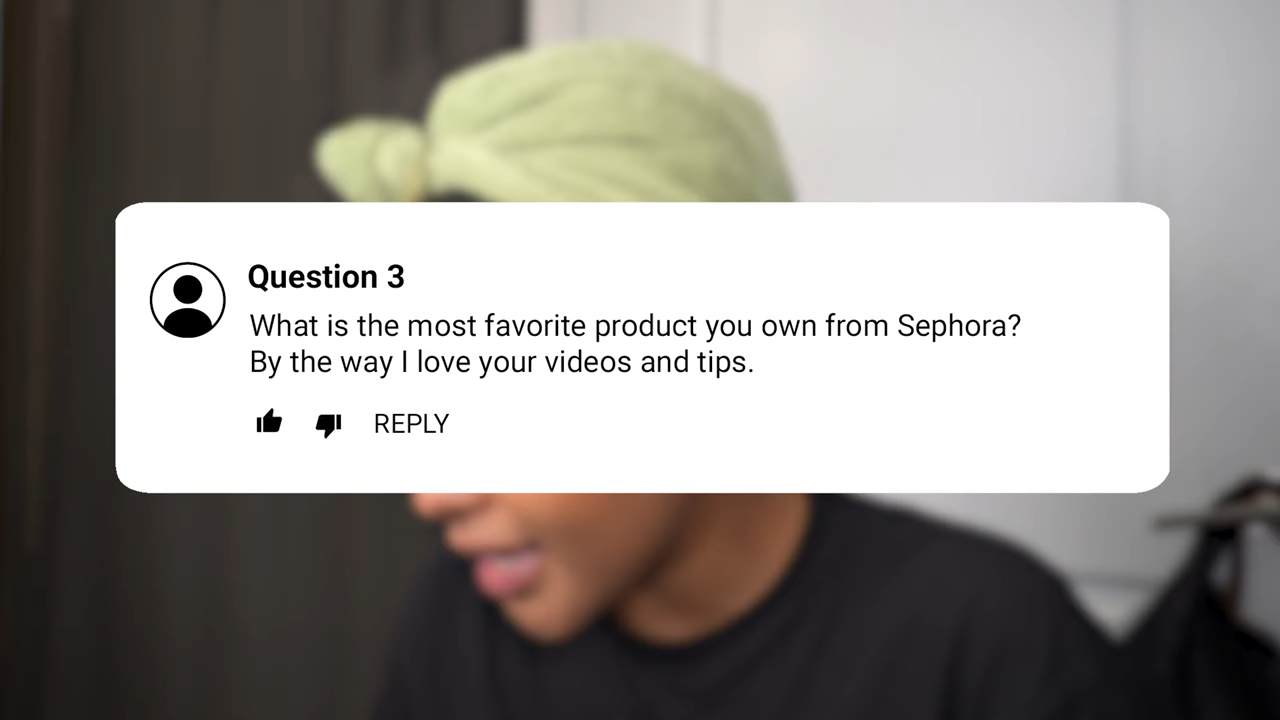 Question 3
What is the most favorite product you own from Sephora?
By the way I love your videos and tips.
REPLY